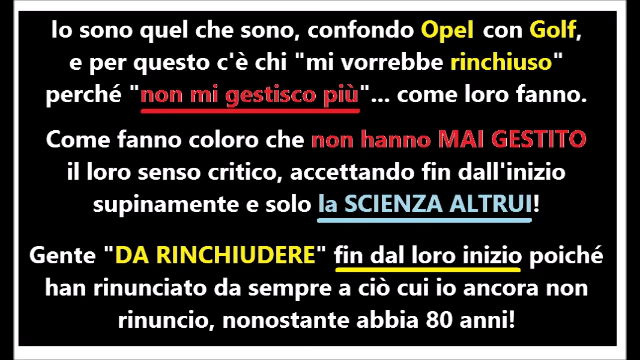 Io sono quel che sono, confondo Opel con Golf,
e per questo c'è chi "mi vorrebbe rinchiuso"
perché "non mi gestisco più"... come loro fanno.
Come fanno coloro che non hanno MAI GESTITO
il loro senso critico, accettando fin dall'inizio
supinamente e solo la SCIENZA ALTRUI!
Gente "DA RINCHIUDERE" fin dal loro inizio poiché
han rinunciato da sempre a ciò cui io ancora non
rinuncio, nonostante abbia 80 anni!